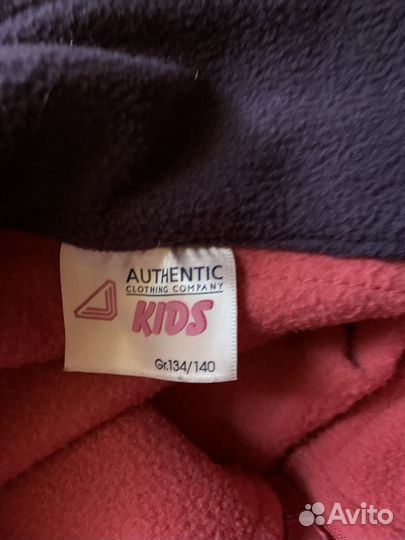 AUTHENTIC
CLOTHING COMPANY
KIDS
Gr.134/140
Avito